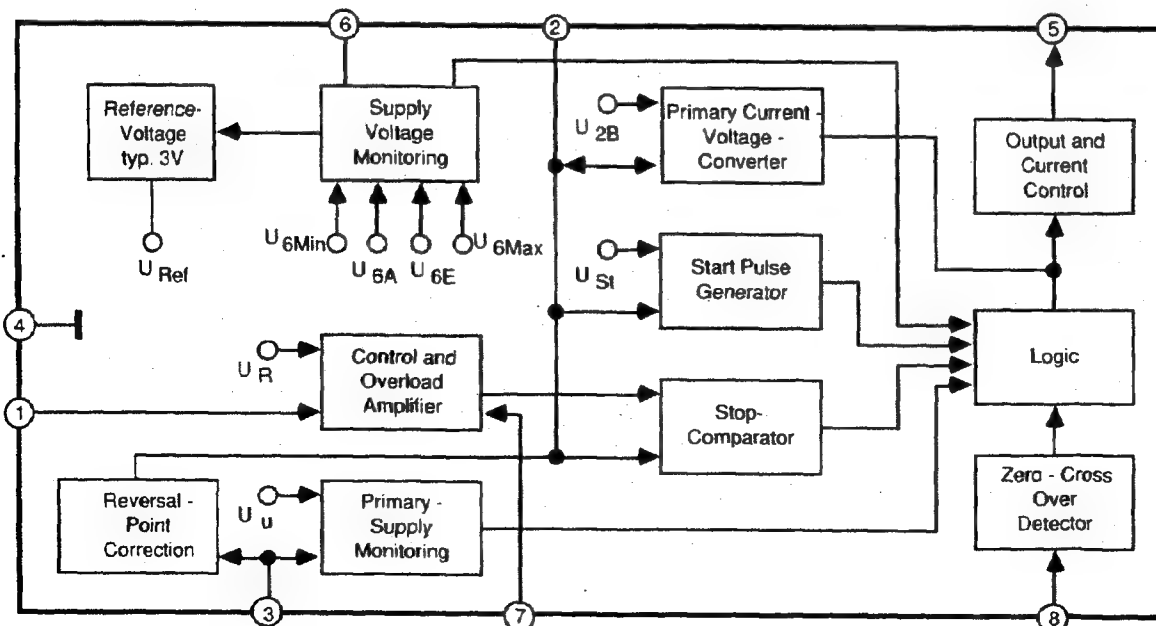 6
2
5
Reference-
Voltage
typ. 3V
Supply
Voltage
Monitoring
U 2B
Primary Current -
Voltage -
Converter
Output and
Current
Control
U Ref
U 6Min
U 6A
U 6E
U 6Max
U St
Start Pulse
Generator
4
Logic
U R
Control and
Overload
Amplifier
1
Stop-
Comparator
Reversal -
Point
Correction
U u
Primary -
Supply
Monitoring
Zero - Cross
Over
Detector
3
7
8